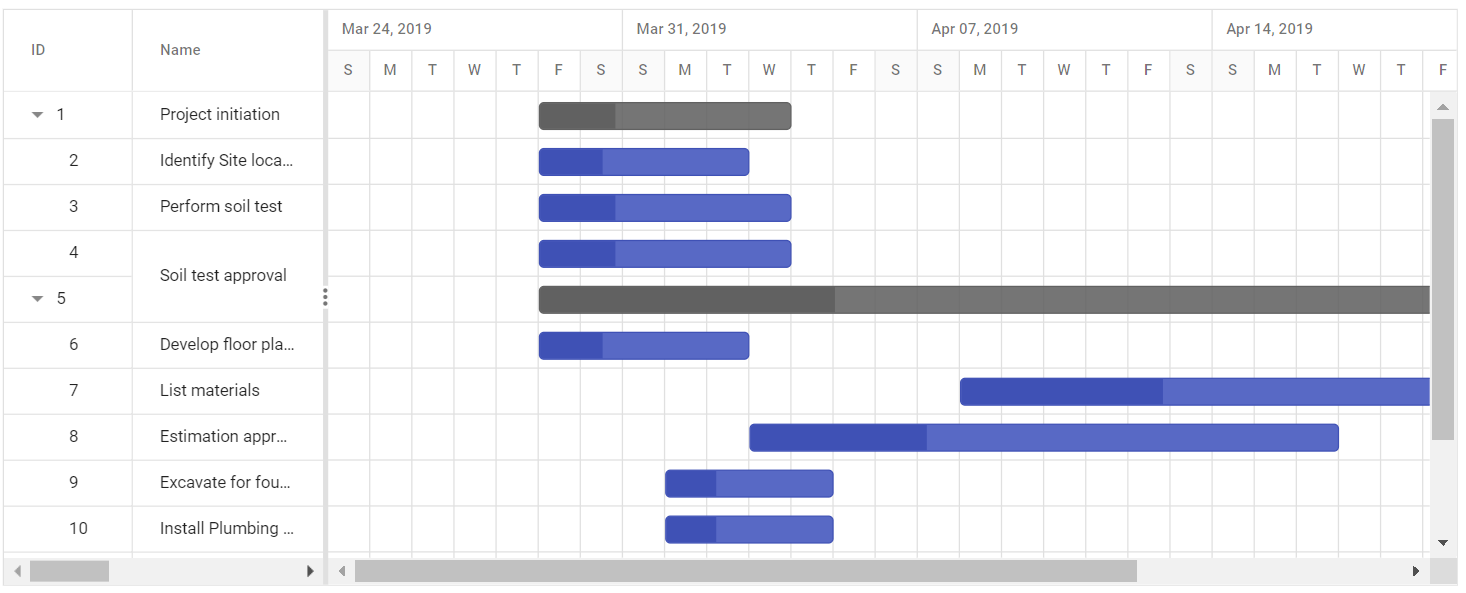 ID Name Mar 24, 2019 Mar 31, 2019 Apr 07, 2019 Apr 14, 2019
S M T W T F S S M T W T F S S M T W T F S S M T W T F
1 Project initiation
2 Identify Site loca...
3 Perform soil test
4
Soil test approval
5
6 Develop floor pla...
7 List materials
8 Estimation appr...
9 Excavate for fou...
10 Install Plumbing ...